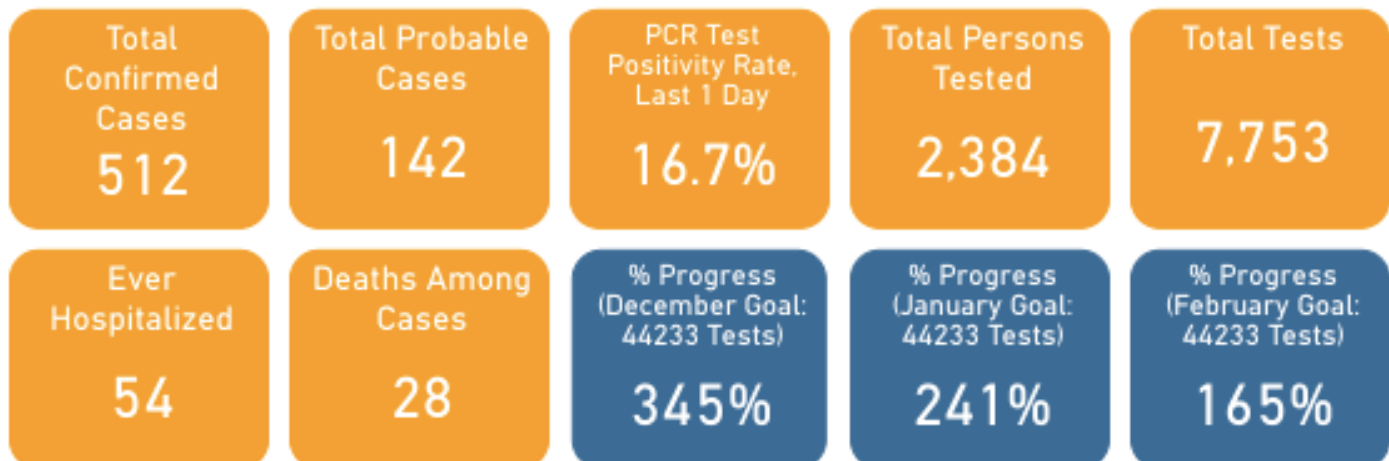 Total
Confirmed
Cases
512
Total Probable
Cases
142
PCR Test
Positivity Rate,
Last 1 Day
16.7%
Total Persons
Tested
2,384
Total Tests
7,753
Ever
Hospitalized
54
Deaths Among
Cases
28
% Progress
(December Goal:
44233 Tests)
345%
% Progress
(January Goal:
44233 Tests)
241%
% Progress
(February Goal:
44233 Tests)
165%